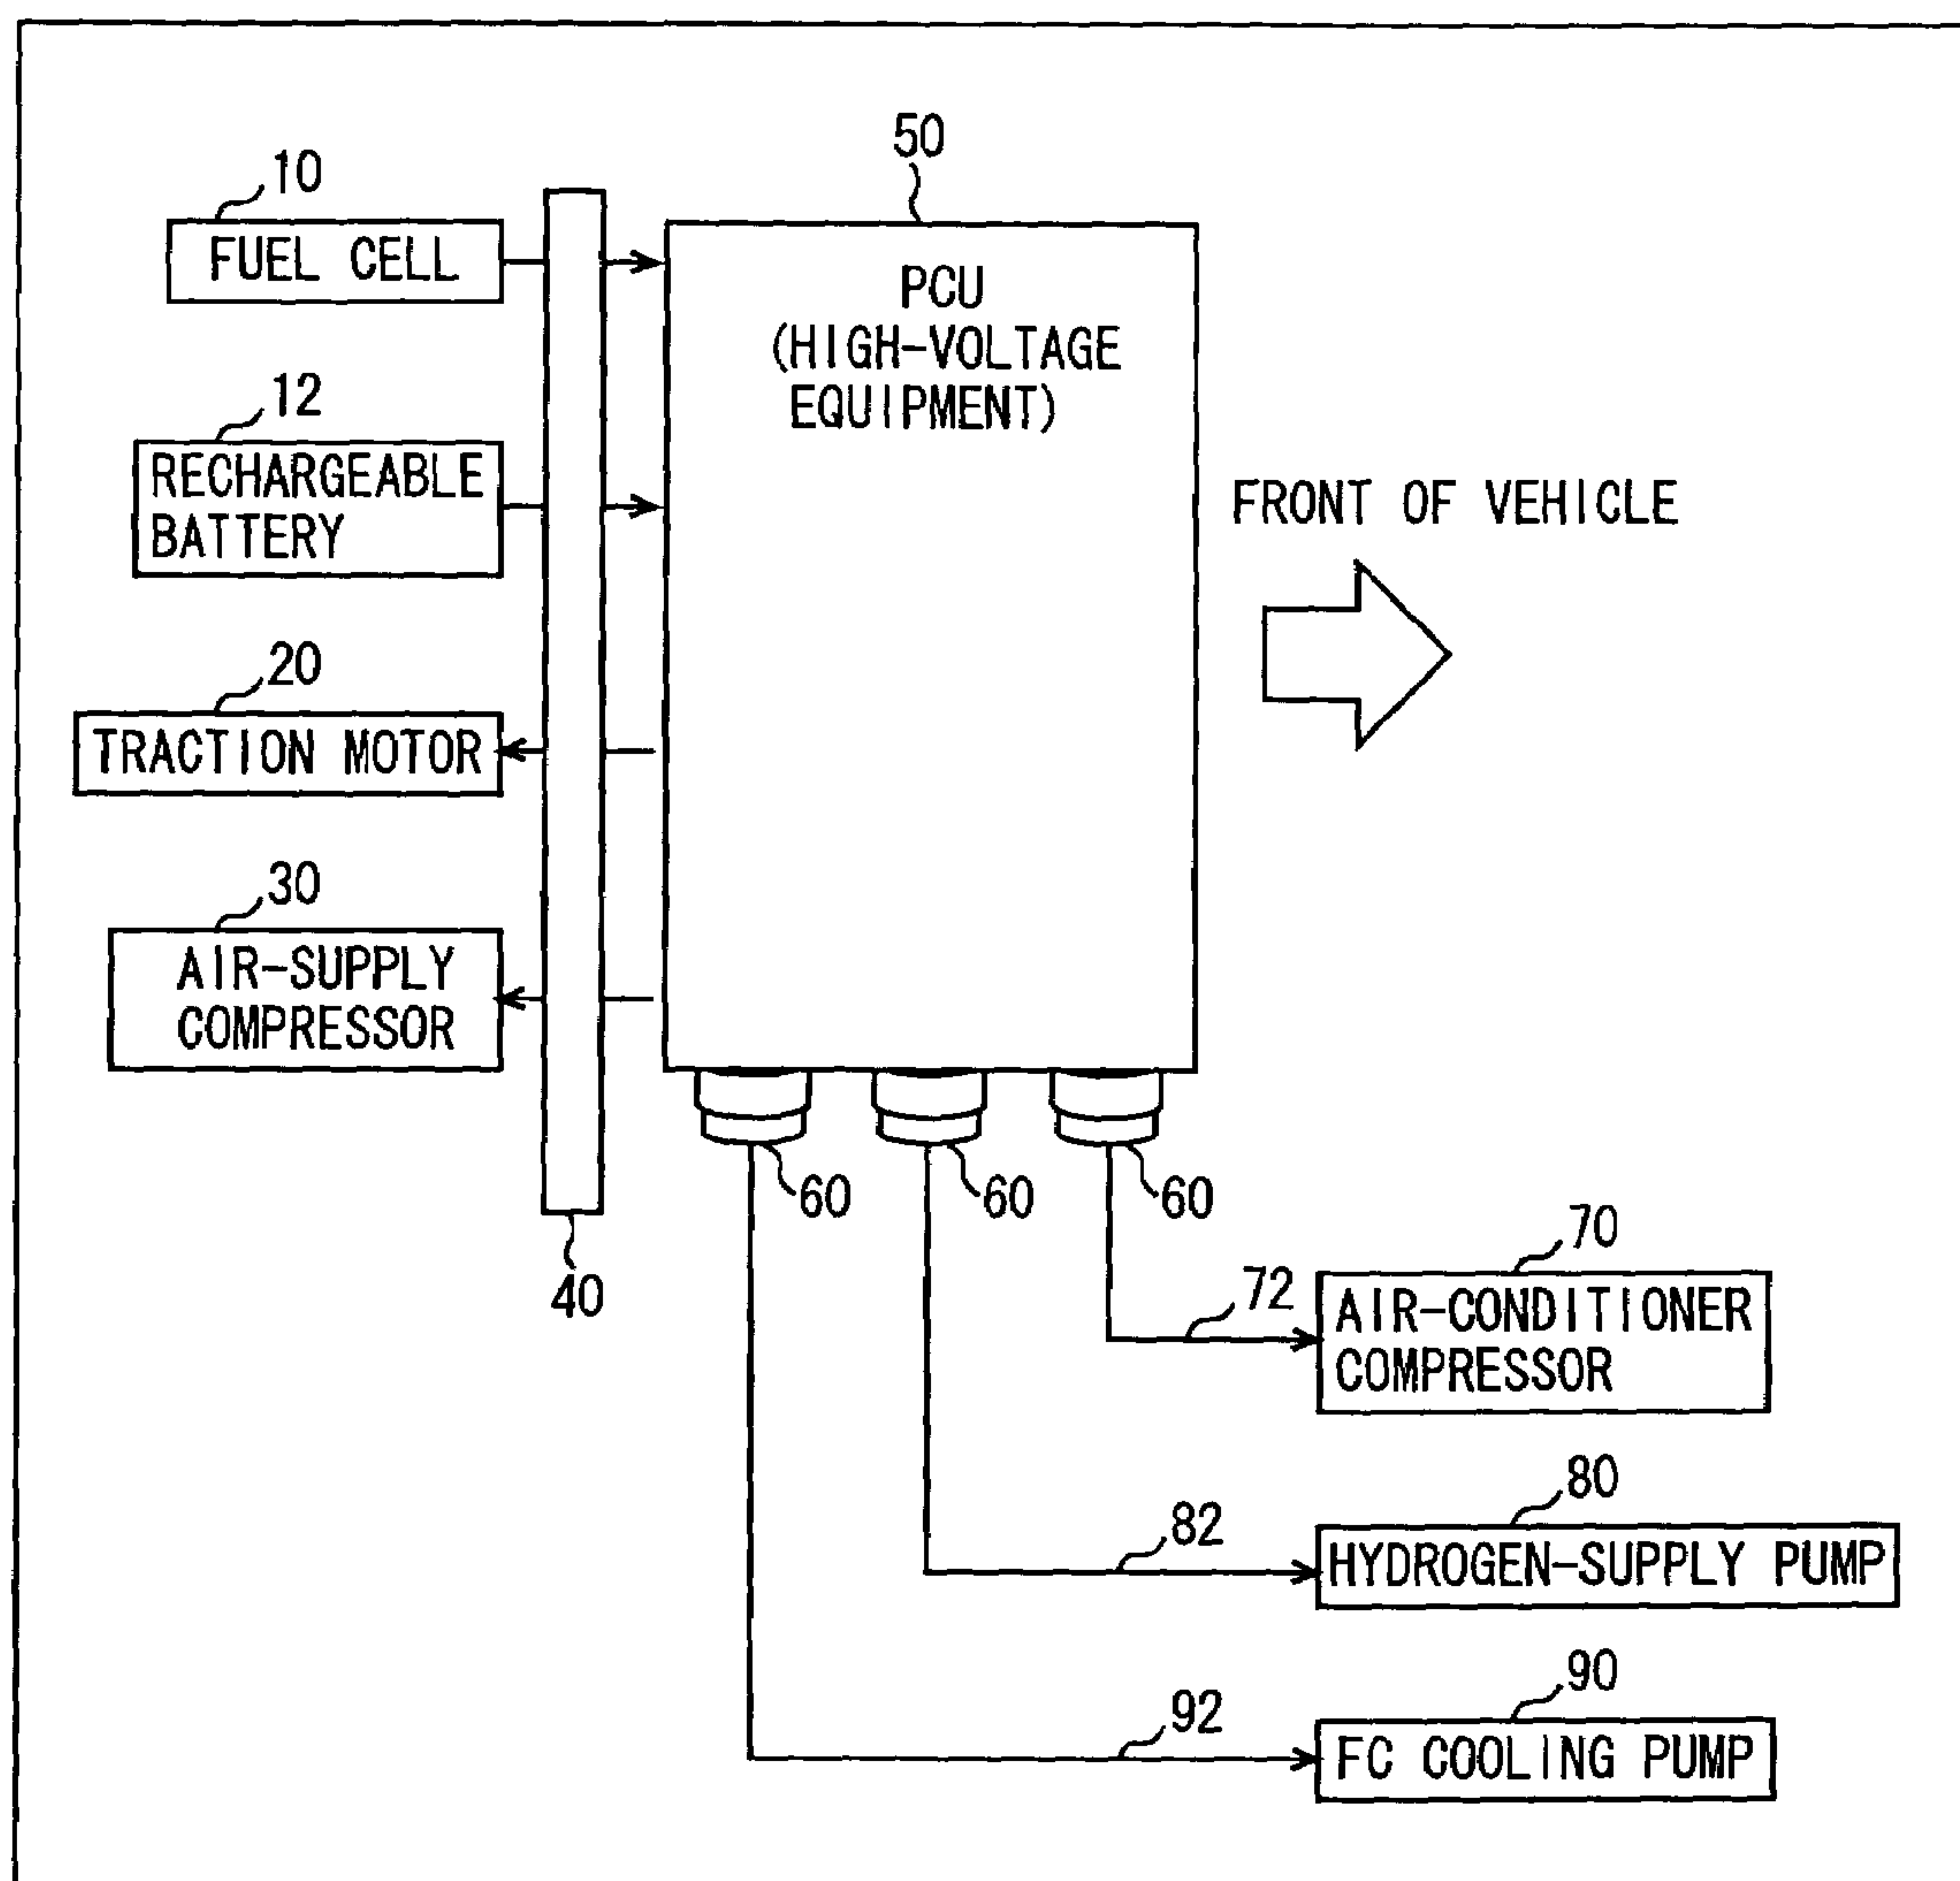 50
10
FUEL CELL
PCU
(HIGH-VOLTAGE
EQUIPMENT)
12
RECHARGEABLE
BATTERY
FRONT OF VEHICLE
20
TRACTION MOTOR
30
AIR-SUPPLY
COMPRESSOR
60
60
60
40
70
72
AIR-CONDITIONER
COMPRESSOR
80
82
HYDROGEN-SUPPLY PUMP
90
92
FC COOLING PUMP